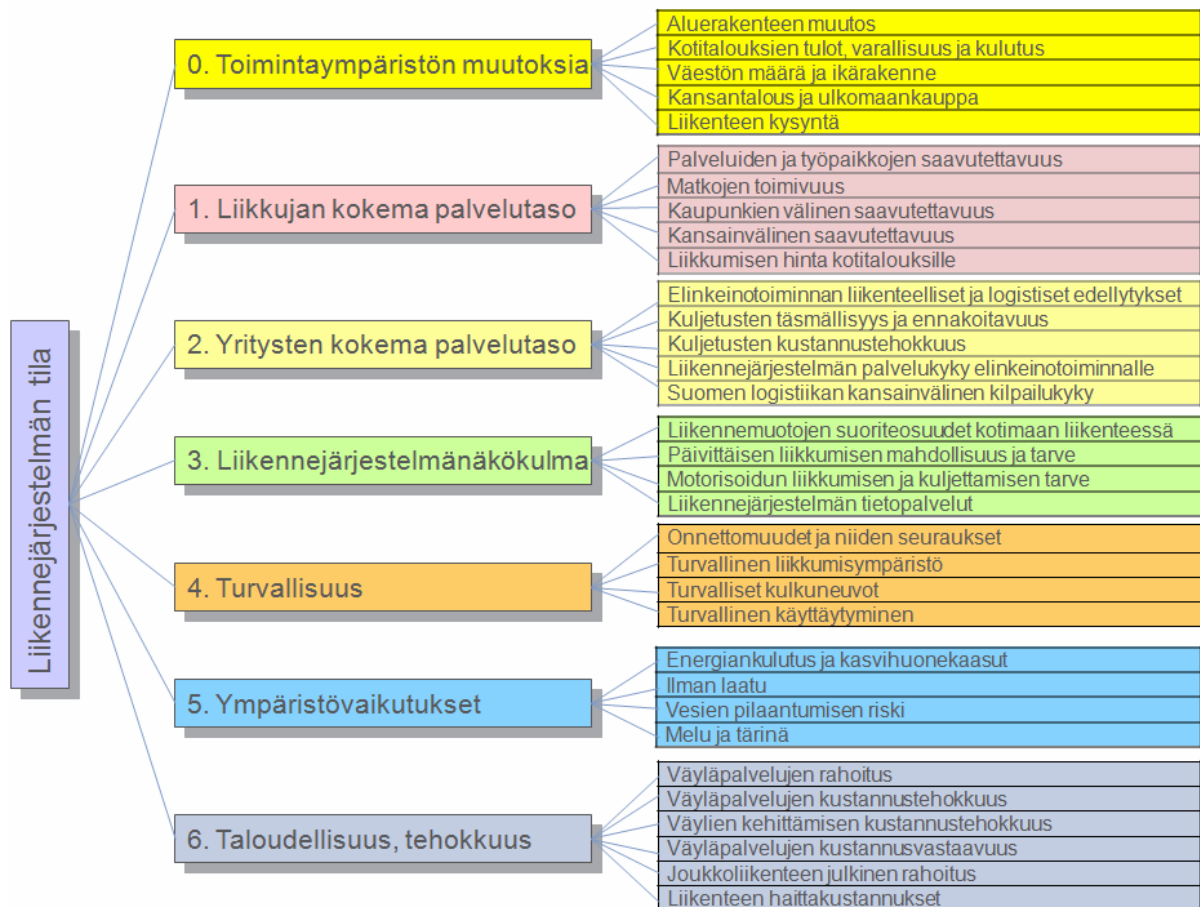 Liikennejärjestelmän tila
0. Toimintaympäristön muutoksia
Aluerakenteen muutos
Kotitalouksien tulot, varallisuus ja kulutus
Väestön määrä ja ikärakenne
Kansantalous ja ulkomaankauppa
Liikenteen kysyntä
1. Liikkujan kokema palvelutaso
Palveluiden ja työpaikkojen saavutettavuus
Matkojen toimivuus
Kaupunkien välinen saavutettavuus
Kansainvälinen saavutettavuus
Liikkumisen hinta kotitalouksille
2. Yritysten kokema palvelutaso
Elinkeinotoiminnan liikenteelliset ja logistiset edellytykset
Kuljetusten täsmällisyys ja ennakoitavuus
Kuljetusten kustannustehokkuus
Liikennejärjestelmän palvelukyky elinkeinotoiminnalle
Suomen logistiikan kansainvälinen kilpailukyky
3. Liikennejärjestelmänäkökulma
Liikennemuotojen suoriteosuudet kotimaan liikenteessä
Päivittäisen liikkumisen mahdollisuus ja tarve
Motorisoidun liikkumisen ja kuljettamisen tarve
Liikennejärjestelmän tietopalvelut
4. Turvallisuus
Onnettomuudet ja niiden seuraukset
Turvallinen liikkumisympäristö
Turvalliset kulkuneuvot
Turvallinen käyttäytyminen
5. Ympäristövaikutukset
Energiankulutus ja kasvihuonekaasut
Ilman laatu
Vesien pilaantumisen riski
Melu ja tärinä
6. Taloudellisuus, tehokkuus
Väyläpalvelujen rahoitus
Väyläpalvelujen kustannustehokkuus
Väylien kehittämisen kustannustehokkuus
Väyläpalvelujen kustannusvastaavuus
Joukkoliikenteen julkinen rahoitus
Liikenteen haittakustannukset